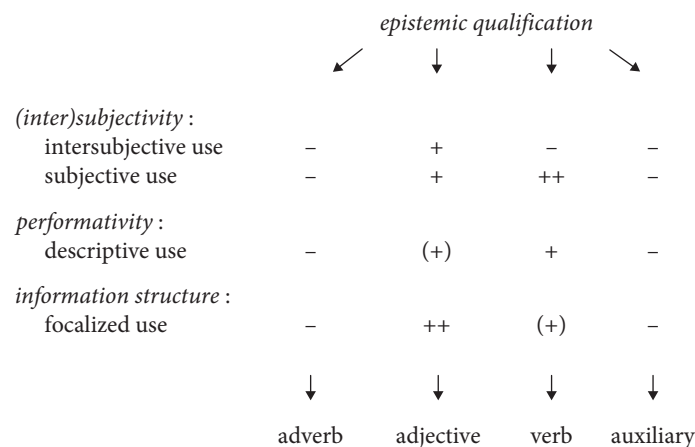 epistemic qualification
(inter)subjectivity :
intersubjective use – + – –
subjective use – + ++ –
performativity :
descriptive use – (+) + –
information structure :
focalized use – ++ (+) –
adverb adjective verb auxiliary